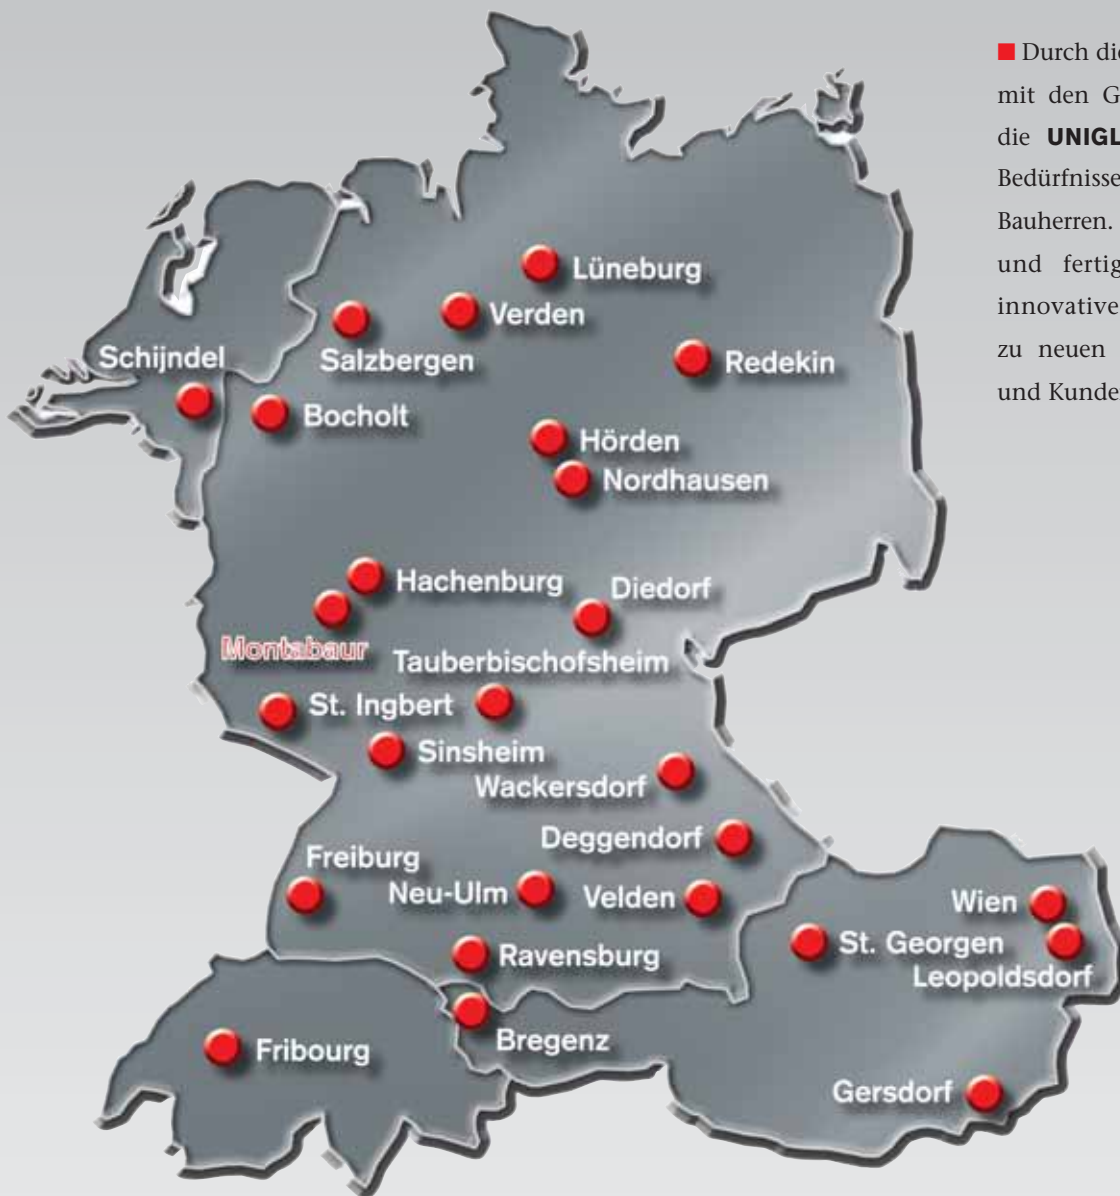 ■ Durch die
mit den G
die UNIGL
Bedürfnisse
Bauherren.
und fertig
innovative
zu neuen
und Kunde
Lüneburg
Verden
Schijndel
Salzbergen
Redekin
Bocholt
Hörden
Nordhausen
Hachenburg
Diedorf
Montabaur
Tauberbischofsheim
St. Ingbert
Sinsheim
Wackersdorf
Deggendorf
Freiburg
Neu-Ulm
Velden
Wien
St. Georgen
Ravensburg
Leopoldsdorf
Bregenz
Fribourg
Gersdorf